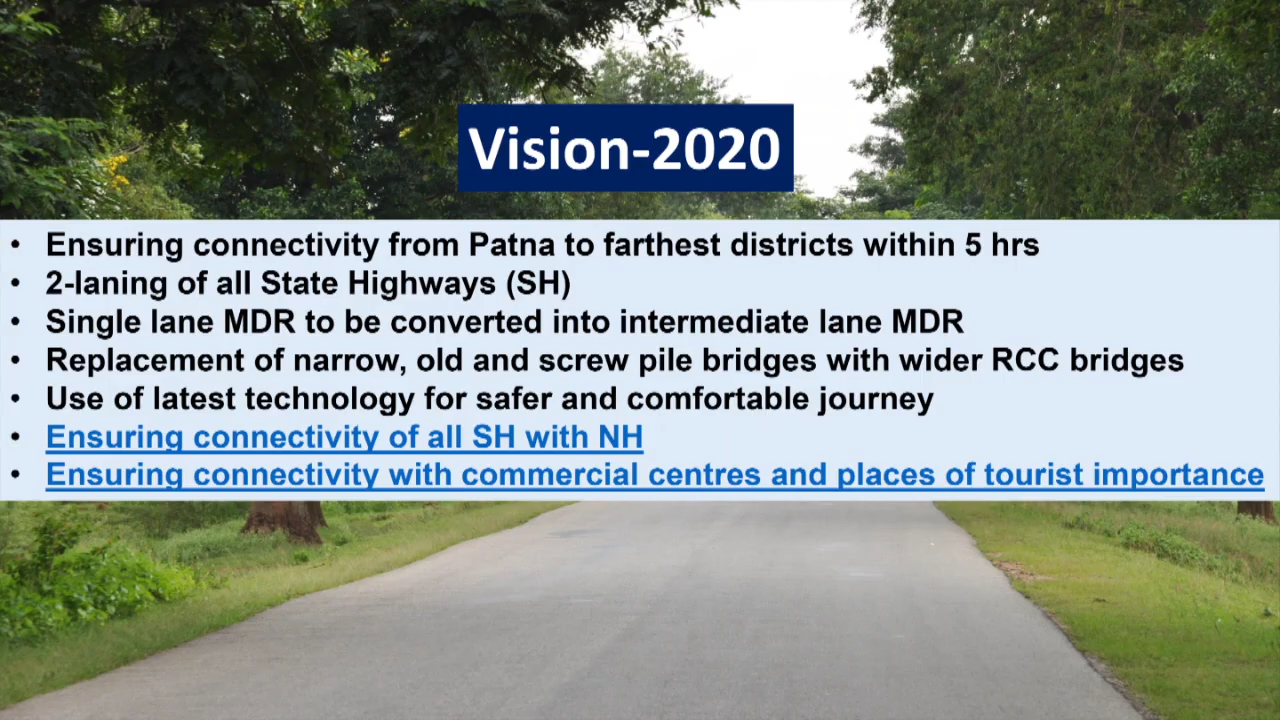 Vision-2020
• Ensuring connectivity from Patna to farthest districts within 5 hrs
• 2-laning of all State Highways (SH)
• Single lane MDR to be converted into intermediate lane MDR
• Replacement of narrow, old and screw pile bridges with wider RCC bridges
• Use of latest technology for safer and comfortable journey
• Ensuring connectivity of all SH with NH
• Ensuring connectivity with commercial centres and places of tourist importance